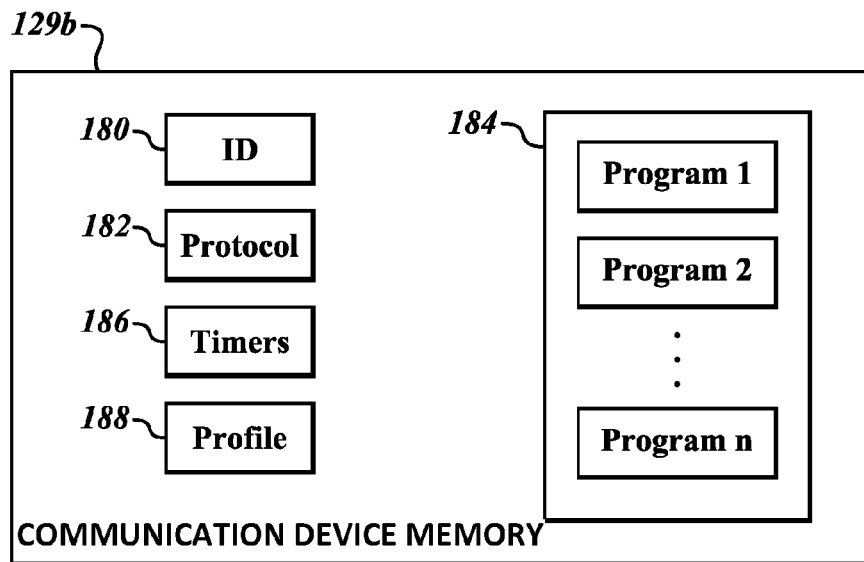 129b
180
ID
182
Protocol
186
Timers
188
Profile
184
Program 1
Program 2
Program n
COMMUNICATION DEVICE MEMORY